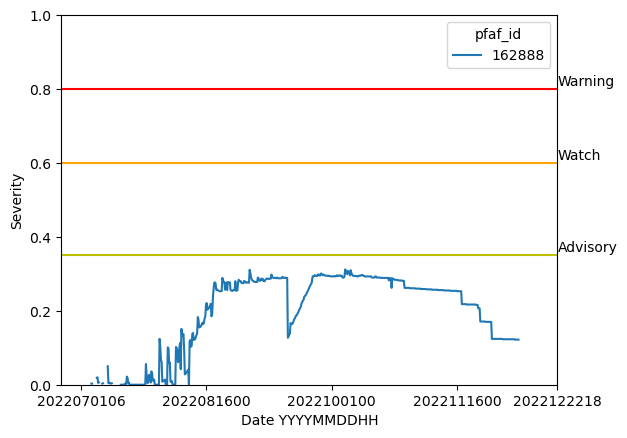 1.0
pfaf_id
162888
0.8
Warning
0.6
Watch
Severity
0.4
Advisory
0.2
0.0
2022070106 2022081600 2022100100 2022111600 2022122218
Date YYYYMMDDHH